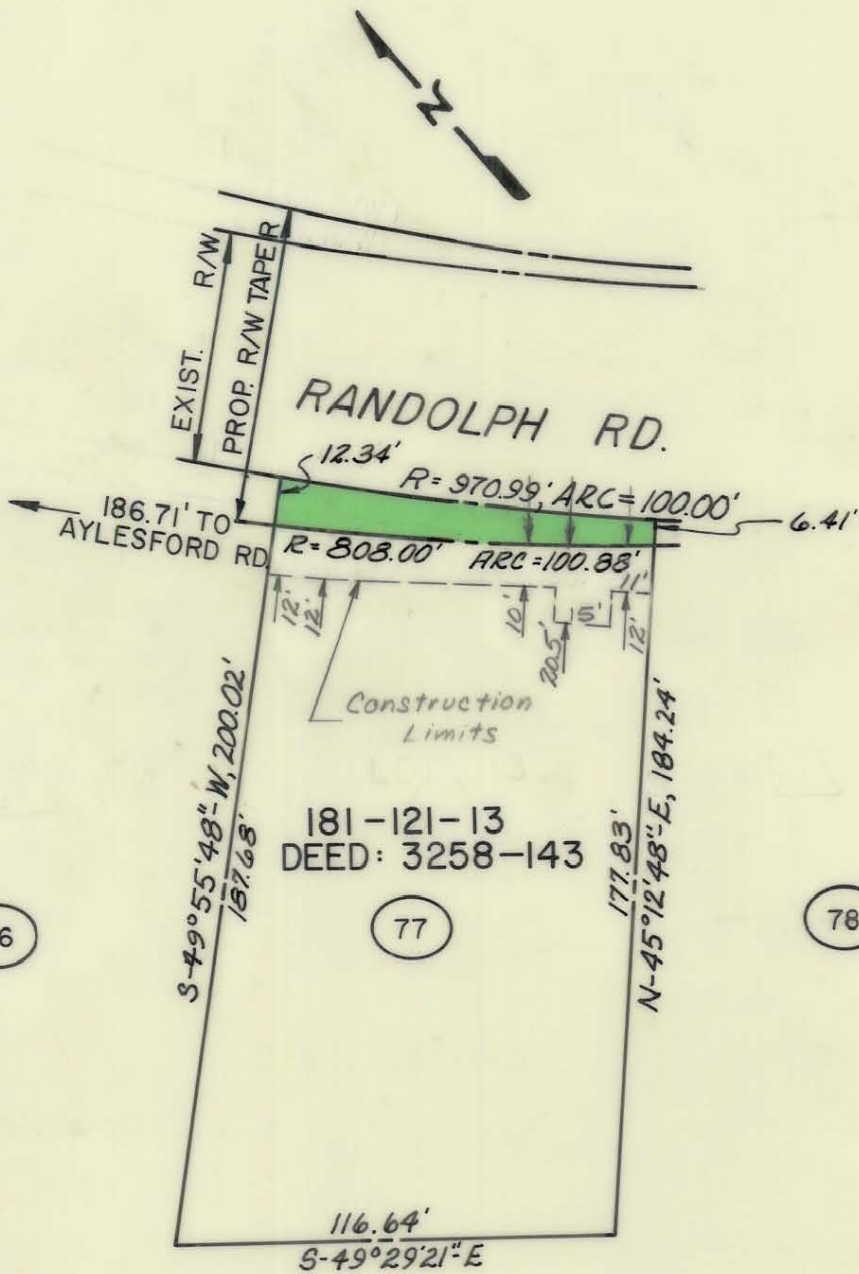 N
EXIST. R/W
PROP. R/W TAPER
RANDOLPH RD.
12.34'
R=970.99', ARC=100.00'
6.41'
186.71' TO
AYLESFORD RD.
R=808.00' ARC=100.88'
12'
12'
10'
20.5'
15'
11'
12'
Construction
Limits
S-49°55'48"-W, 200.02'
187.68'
181-121-13
DEED: 3258-143
77
177.83'
N-45°12'48"-E, 184.24'
6
78
116.64'
S-49°29'21"-E